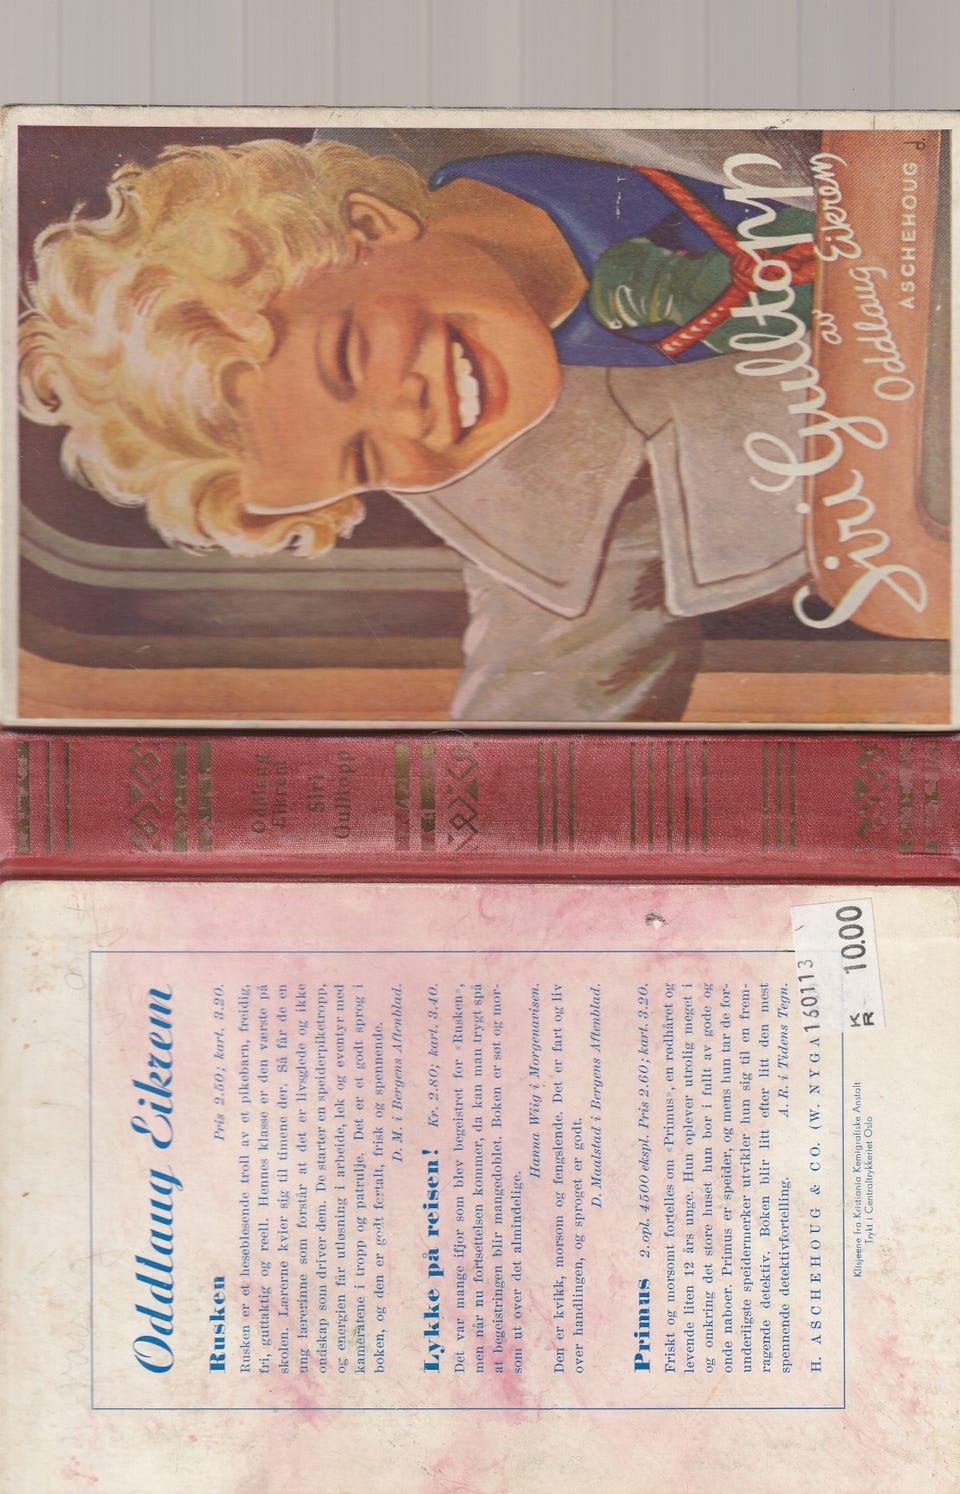 Siri Gulltopp
av
Oddlaug Eikrem
ASCHEHOUG
Oddlaug
Eikrem
Siri
Gulltopp
Oddlaug Eikrem
Rusken
Pris 2.50; kart. 3.20.
Rusken er et heseblesende troll av et pikebarn, freidig,
fri, guttaktig og reell. Hennes klasse er den værste på
skolen. Lærerne kvier sig til timene der. Så får de en
ung lærerinne som forstår at det er livsglede og ikke
ondskap som driver dem. De starter en speiderpiketropp,
og energien får utløsning i arbeide, lek og eventyr med
kameratene i tropp og patrulje. Det er et godt sprog i
boken, og den er godt fortalt, frisk og spennende.
D. M. i Bergens Aftenblad.
Lykke på reisen! Kr. 2.80; kart. 3.40.
Det var mange ifjor som blev begeistret for «Rusken»,
men når nu fortsettelsen kommer, da kan man trygt spå
at begeistringen blir mangedoblet. Boken er søt og mor-
som ut over det almindelige.
Hanna Wiig i Morgenavisen.
Den er kvikk, morsom og fengslende. Det er fart og liv
over handlingen, og sproget er godt.
D. Maalstad i Bergens Aftenblad.
Primus 2. opl. 4500 ekspl. Pris 2.60; kart. 3.20.
Friskt og morsomt fortelles om «Primus», en rødhåret og
levende liten 12 års unge. Hun oplever utrolig meget i
og omkring det store huset hun bor i fullt av gode og
onde naboer. Primus er speider, og mens hun tar de for-
underligste speidermerker utvikler hun sig til en frem-
ragende detektiv. Boken blir litt efter litt den mest
spennende detektivfortelling. A. R. i Tidens Tegn.
H. ASCHEHOUG & CO. (W. NYGA
160113
KR 10.00
Klisjeene fra Kristiania Kemigrafiske Anstalt
Trykt i Centraltrykkeriet Oslo